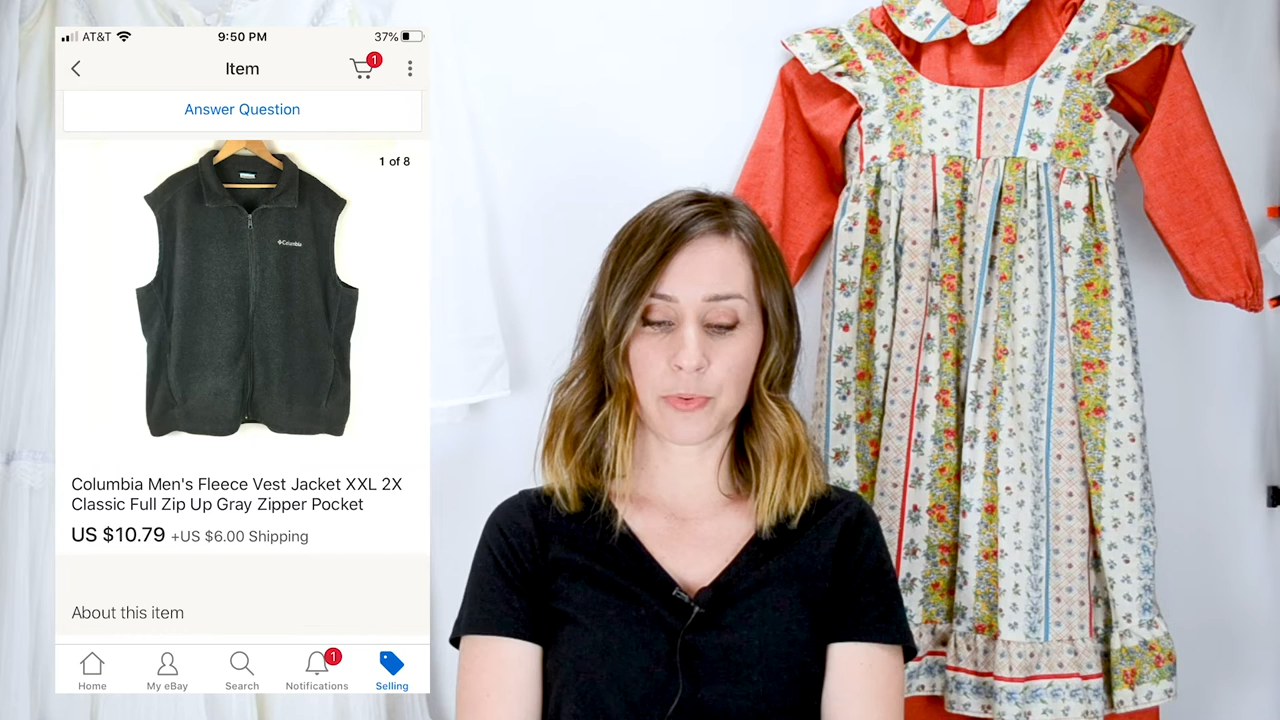 AT&T
9:50 PM
37%
Item
1
Answer Question
1 of 8
Columbia
Columbia Men's Fleece Vest Jacket XXL 2X
Classic Full Zip Up Gray Zipper Pocket
US $10.79 +US $6.00 Shipping
About this item
1
Home
My eBay
Search
Notifications
Selling